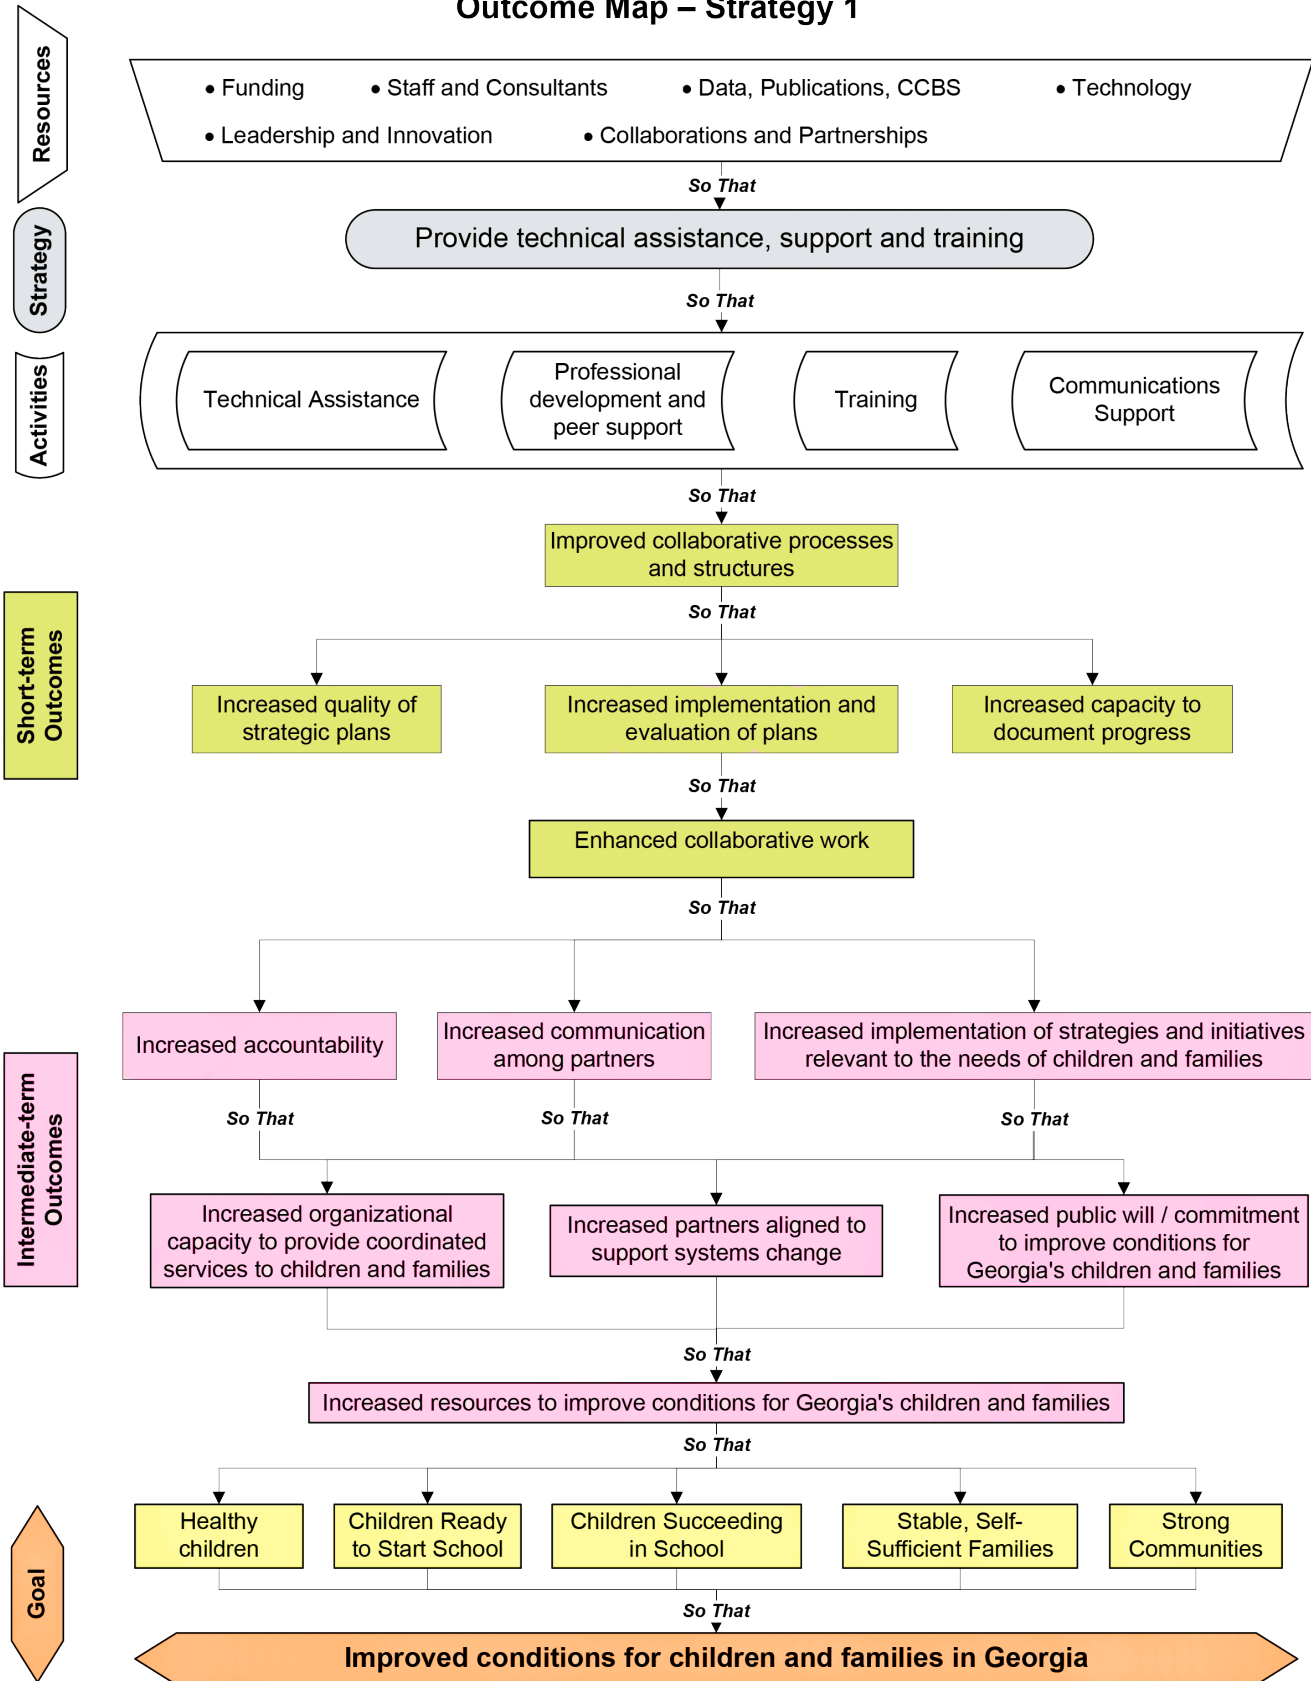 Outcome Map – Strategy 1
Resources
• Funding • Staff and Consultants • Data, Publications, CCBS • Technology
• Leadership and Innovation • Collaborations and Partnerships
So That
Strategy
Provide technical assistance, support and training
So That
Activities
Technical Assistance
Professional
development and
peer support
Training
Communications
Support
So That
Improved collaborative processes
and structures
So That
Short-term
Outcomes
Increased quality of
strategic plans
Increased implementation and
evaluation of plans
Increased capacity to
document progress
So That
Enhanced collaborative work
So That
Intermediate-term
Outcomes
Increased accountability
Increased communication
among partners
Increased implementation of strategies and initiatives
relevant to the needs of children and families
So That
So That
So That
Increased organizational
capacity to provide coordinated
services to children and families
Increased partners aligned to
support systems change
Increased public will / commitment
to improve conditions for
Georgia's children and families
So That
Increased resources to improve conditions for Georgia's children and families
So That
Healthy
children
Children Ready
to Start School
Children Succeeding
in School
Stable, Self-
Sufficient Families
Strong
Communities
So That
Goal
Improved conditions for children and families in Georgia